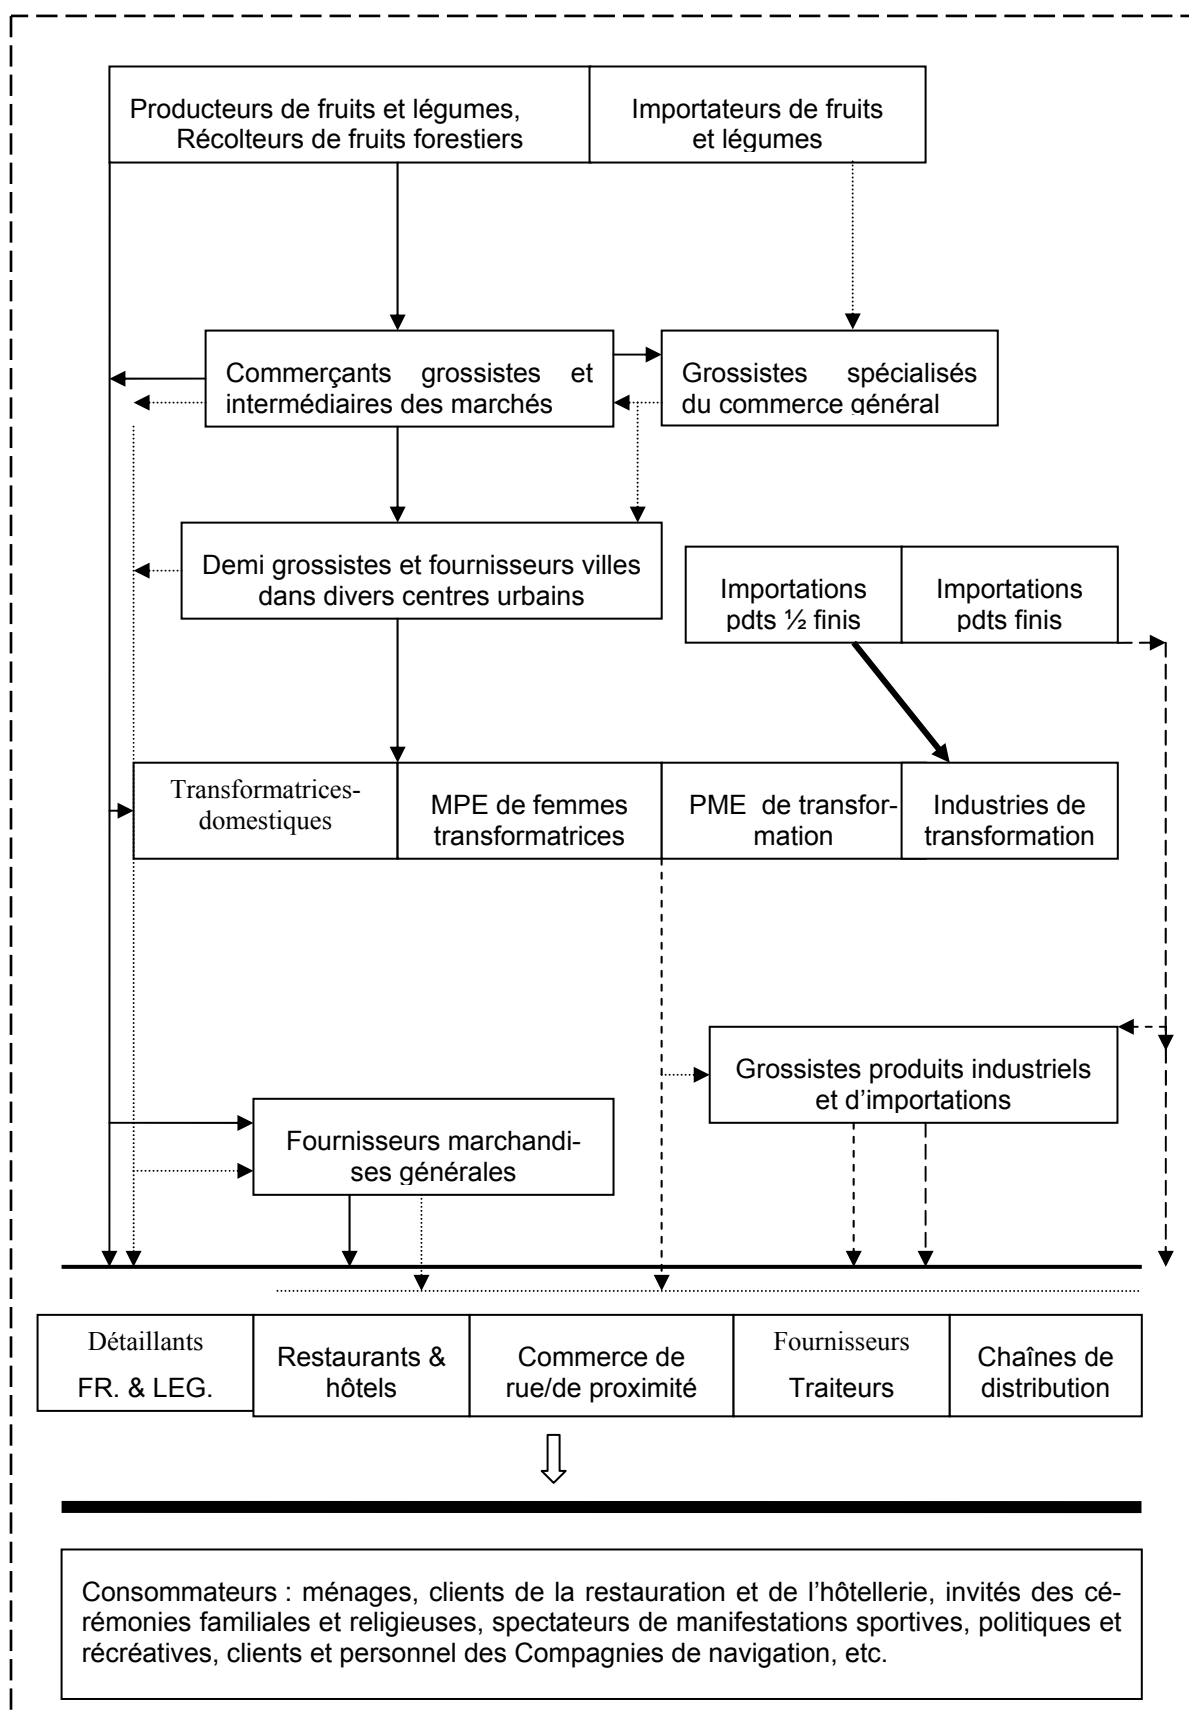 Producteurs de fruits et légumes,
Récolteurs de fruits forestiers
Importateurs de fruits
et légumes
Commerçants grossistes et
intermédiaires des marchés
Grossistes spécialisés
du commerce général
Demi grossistes et fournisseurs villes
dans divers centres urbains
Importations
pdts ½ finis
Importations
pdts finis
Transformatrices-
domestiques
MPE de femmes
transformatrices
PME de transfor-
mation
Industries de
transformation
Grossistes produits industriels
et d’importations
Fournisseurs marchandi-
ses générales
Détaillants
FR. & LEG.
Restaurants &
hôtels
Commerce de
rue/de proximité
Fournisseurs
Traiteurs
Chaînes de
distribution
Consommateurs : ménages, clients de la restauration et de l’hôtellerie, invités des cé-
rémonies familiales et religieuses, spectateurs de manifestations sportives, politiques et
récréatives, clients et personnel des Compagnies de navigation, etc.